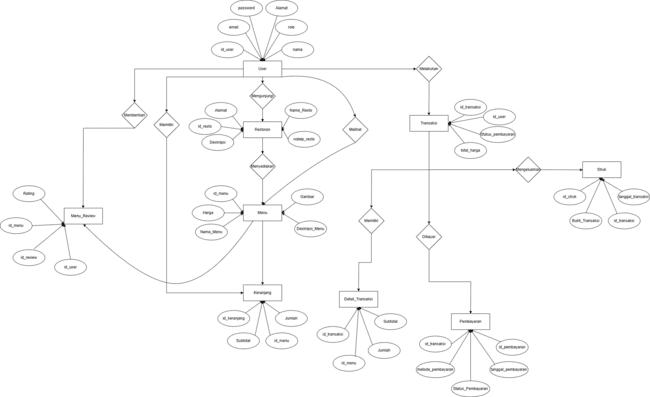 password
Alamat
email
role
id_user
nama
User
Melakukan
Mengunjungi
Memberikan
Memiliki
Melihat
Alamat
Nama_Resto
id_resto
Restoran
notelp_resto
Deskripsi
id_transaksi
id_user
Transaksi
Status_pembayaran
total_harga
Menyediakan
Mengeluarkan
Struk
id_struk
tanggal_transaksi
Bukti_Transaksi
id_transaksi
Rating
id_menu
Menu_Review
id_review
id_user
id_menu
Gambar
Harga
Menu
Nama_Menu
Deskripsi_Menu
Memiliki
Dibayar
Keranjang
id_keranjang
Jumlah
Subtotal
id_menu
Detail_Transaksi
Subtotal
id_transaksi
Jumlah
id_menu
Pembayaran
id_transaksi
id_pembayaran
metode_pembayaran
tanggal_pembayaran
Status_Pembayaran